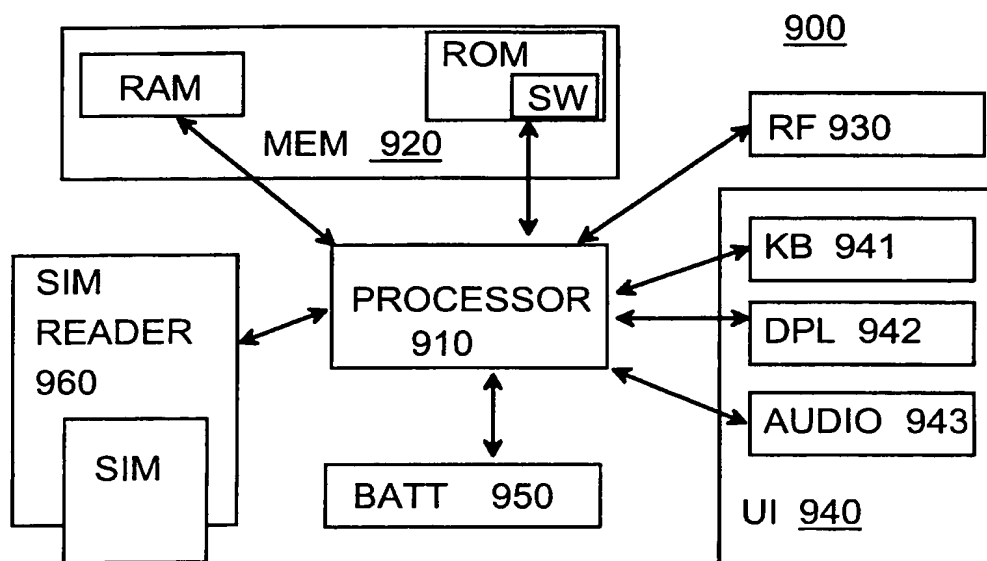 900
ROM
RAM
SW
MEM 920
RF 930
KB 941
SIM
READER
960
PROCESSOR
910
DPL 942
AUDIO 943
SIM
BATT 950
UI 940